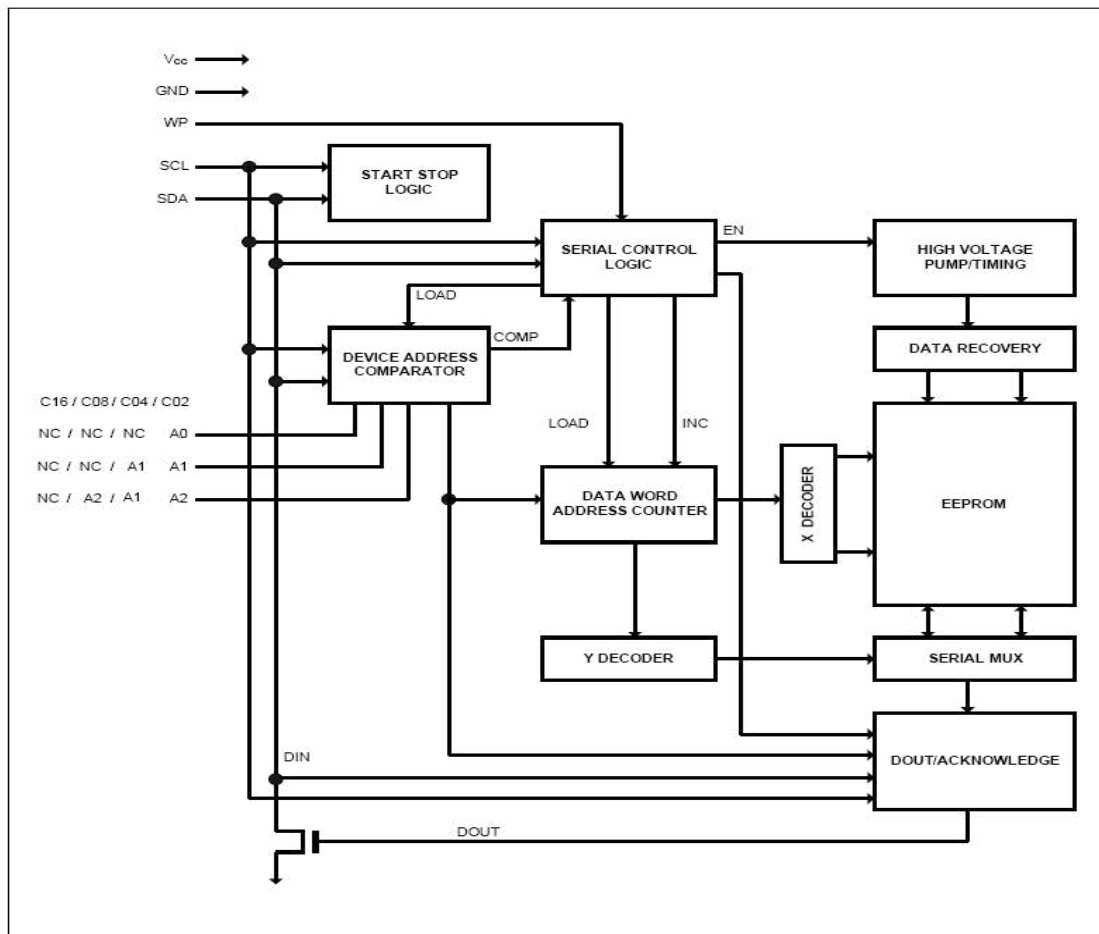 Vcc
GND
WP
SCL
SDA
START STOP
LOGIC
SERIAL CONTROL
LOGIC
EN
HIGH VOLTAGE
PUMP/TIMING
LOAD
COMP
DEVICE ADDRESS
COMPARATOR
DATA RECOVERY
C16 / C08 / C04 / C02
NC / NC / NC A0
NC / NC / A1 A1
NC / A2 / A1 A2
LOAD
INC
DATA WORD
ADDRESS COUNTER
X DECODER
EEPROM
Y DECODER
SERIAL MUX
DIN
DOUT/ACKNOWLEDGE
DOUT